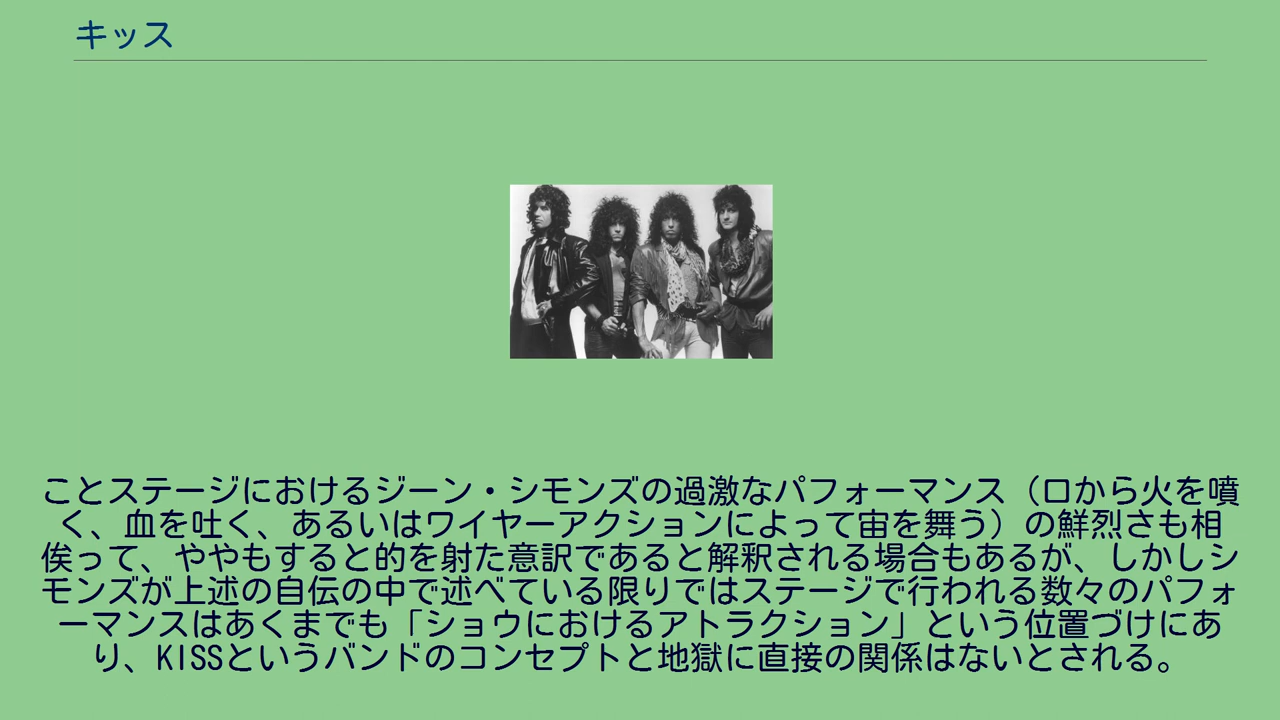 キッス
ことステージにおけるジーン・シモンズの過激なパフォーマンス（口から火を噴
く、血を吐く、あるいはワイヤーアクションによって宙を舞う）の鮮烈さも相
俟って、ややもすると的を射た意訳であると解釈される場合もあるが、しかしシ
モンズが上述の自伝の中で述べている限りではステージで行われる数々のパフォ
ーマンスはあくまでも「ショウにおけるアトラクション」という位置づけにあ
り、KISSというバンドのコンセプトと地獄に直接の関係はないとされる。